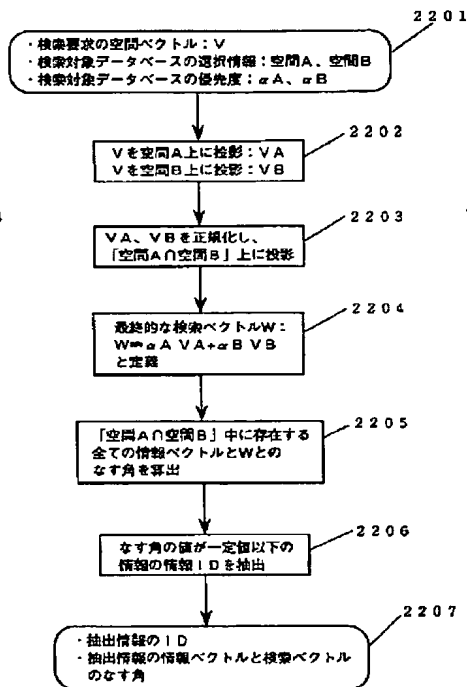 2201
・検索要求の空間ベクトル：V
・検索対象データベースの選択情報：空間A、空間B
・検索対象データベースの優先度：αA、αB
2202
Vを空間A上に投影：VA
Vを空間B上に投影：VB
2203
VA、VBを正規化し、
「空間A∩空間B」上に投影
2204
最終的な検索ベクトルW：
W＝αA VA＋αB VB
と定義
2205
「空間A∩空間B」中に存在する
全ての情報ベクトルとWとの
なす角を算出
2206
なす角の値が一定値以下の
情報の情報IDを抽出
2207
・抽出情報のID
・抽出情報の情報ベクトルと検索ベクトル
のなす角